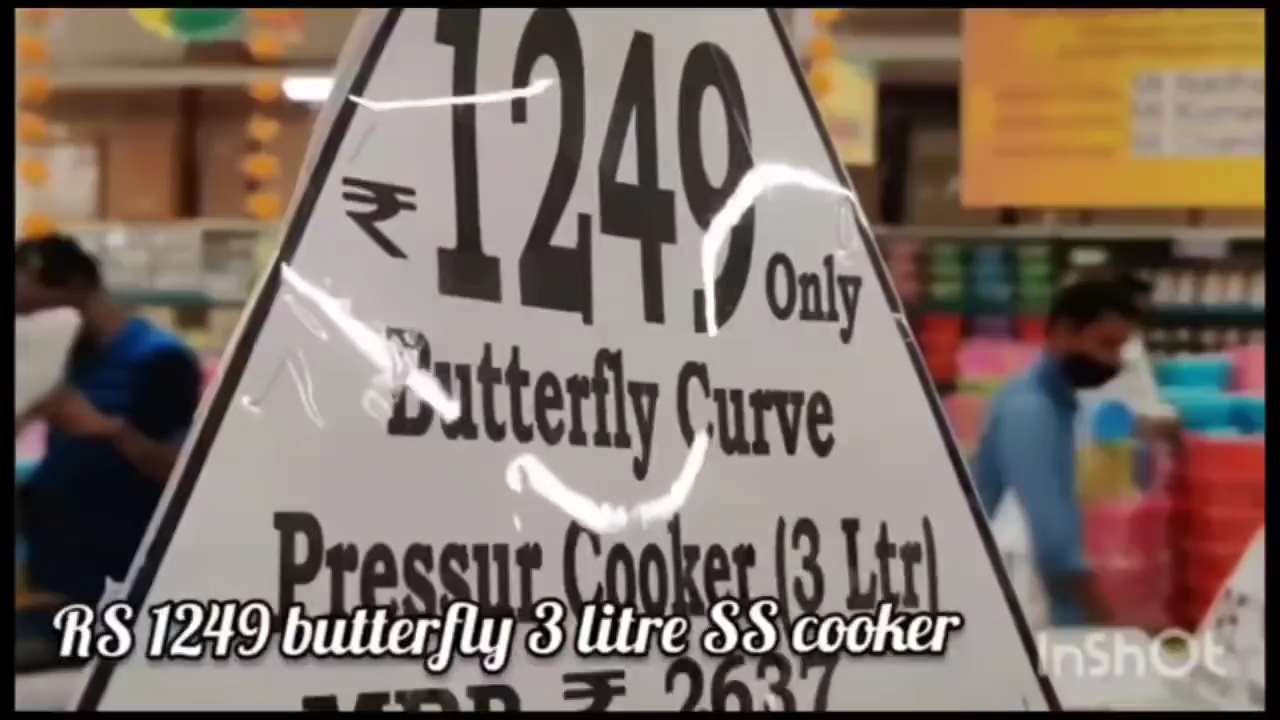 1249
₹
Only
Butterfly Curve
Pressur Cooker (3 Ltr)
RS 1249 butterfly 3 litre SS cooker
MRP ₹ 2637
InShOt